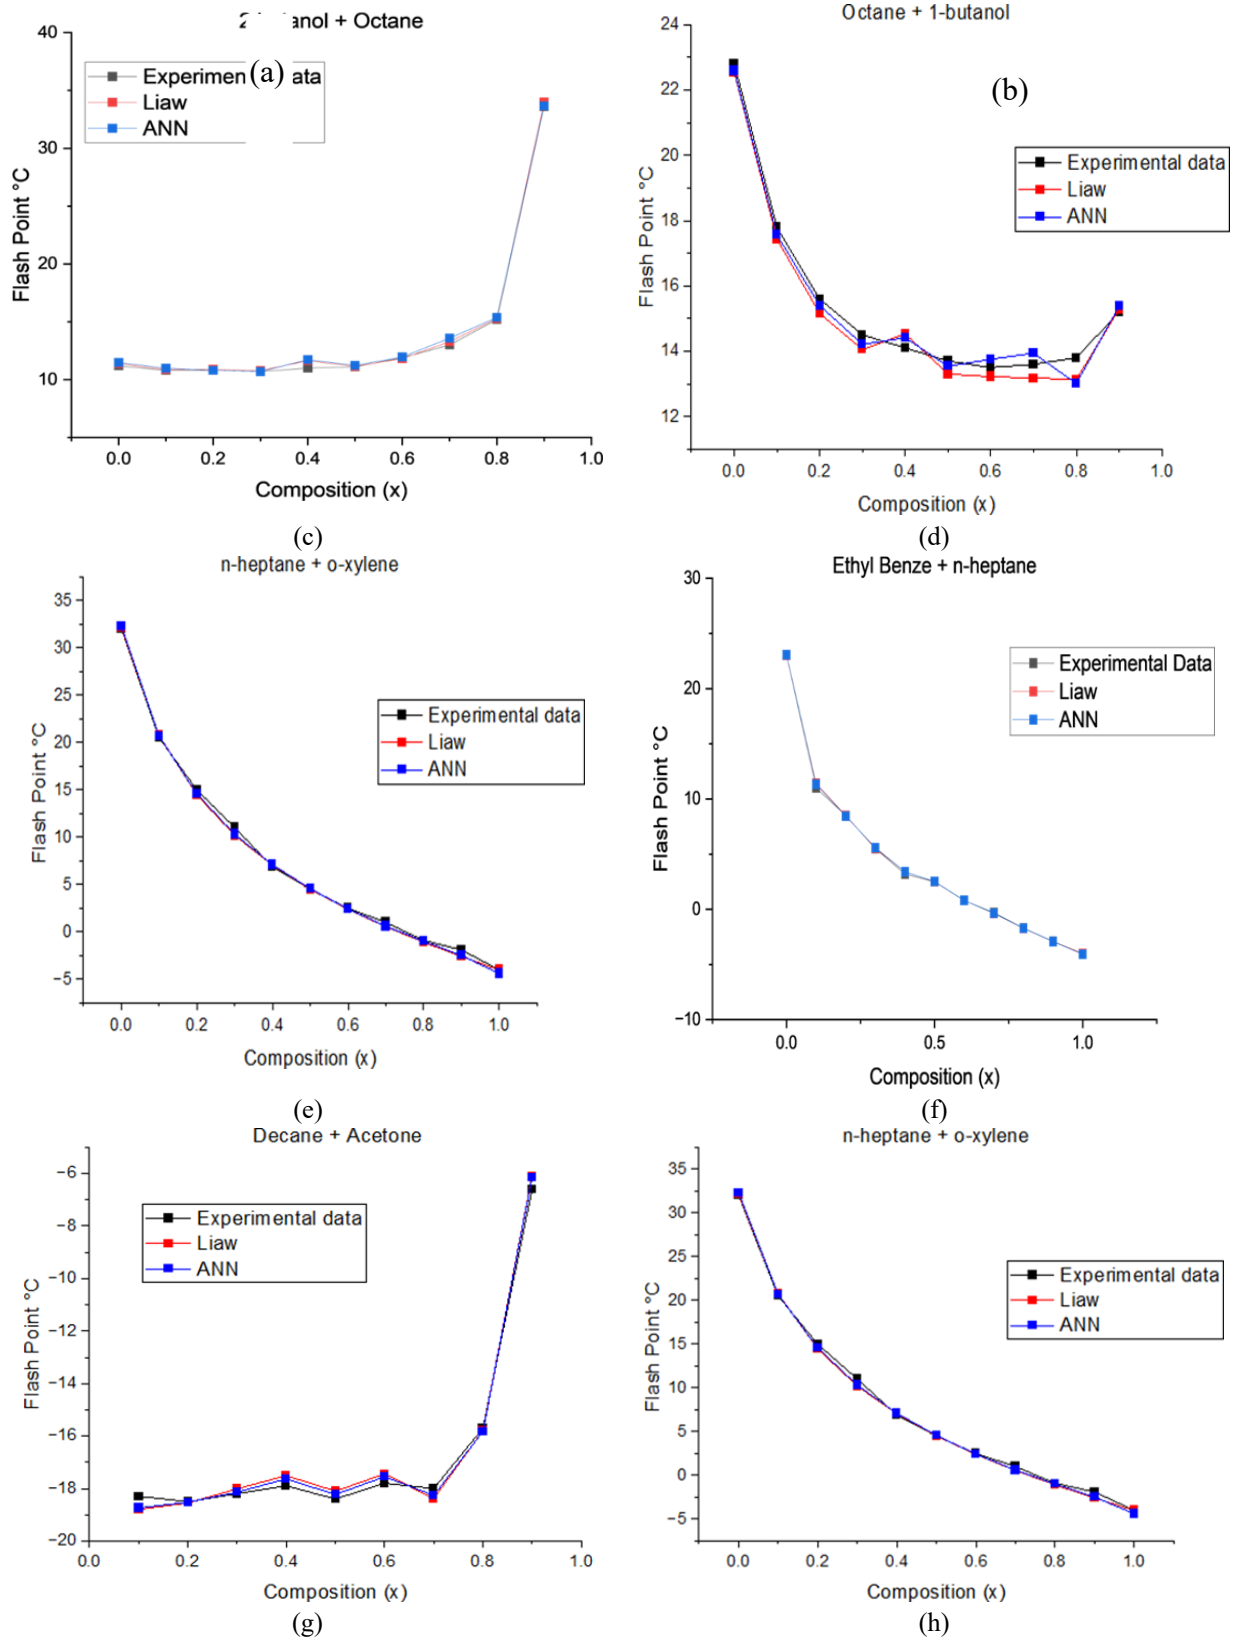 anol + Octane
40
30
20
10
Flash Point °C
(a)
Liaw
ANN
0.0 0.2 0.4 0.6 0.8 1.0
Composition (x)
Octane + 1-butanol
24
22
20
18
16
14
12
Flash Point °C
(b)
Experimental data
Liaw
ANN
0.0 0.2 0.4 0.6 0.8 1.0
Composition (x)
(c)
n-heptane + o-xylene
35
30
25
20
15
10
5
0
−5
Flash Point °C
Experimental data
Liaw
ANN
0.0 0.2 0.4 0.6 0.8 1.0
Composition (x)
(d)
Ethyl Benze + n-heptane
30
20
10
0
−10
Flash Point °C
Experimental Data
Liaw
ANN
0.0 0.5 1.0
Composition (x)
(e)
Decane + Acetone
−6
−8
−10
−12
−14
−16
−18
−20
Flash Point °C
Experimental data
Liaw
ANN
0.0 0.2 0.4 0.6 0.8 1.0
Composition (x)
(f)
n-heptane + o-xylene
35
30
25
20
15
10
5
0
−5
Flash Point °C
Experimental data
Liaw
ANN
0.0 0.2 0.4 0.6 0.8 1.0
Composition (x)
(g)
(h)